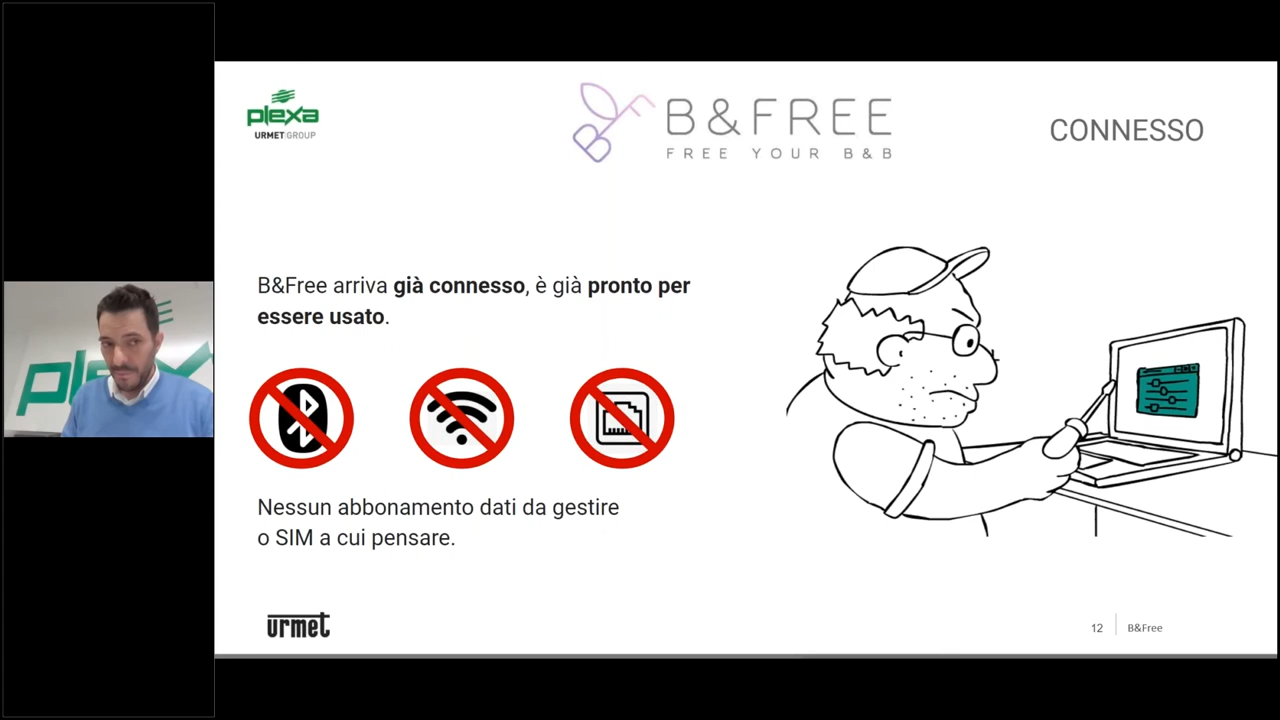 plexa
URMET GROUP
B&FREE
FREE YOUR B&B
CONNESSO
B&Free arriva già connesso, è già pronto per
essere usato.
Nessun abbonamento dati da gestire
o SIM a cui pensare.
plexa
urmet
12
B&Free